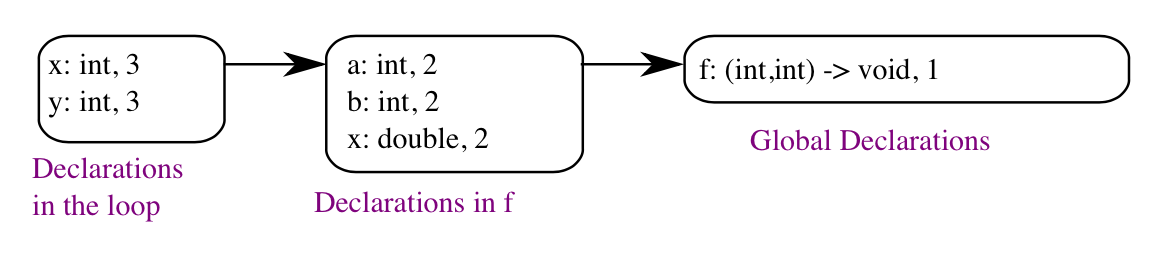 x: int, 3
y: int, 3
Declarations
in the loop
a: int, 2
b: int, 2
x: double, 2
Declarations in f
f: (int,int) -> void, 1
Global Declarations